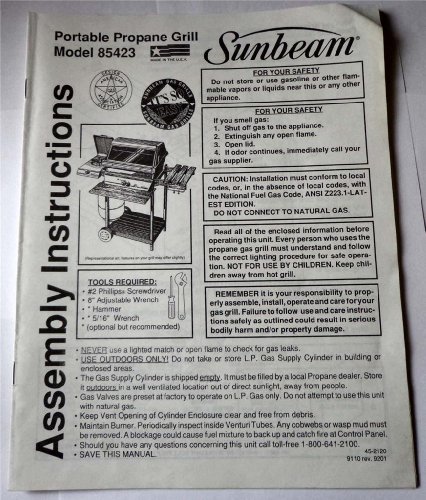 Portable Propane Grill
Model 85423
MADE IN THE U.S.A.
Sunbeam®
Assembly Instructions
DESIGN
CERTIFIED
SUNBEAM GAS GRILLS
FOR YOUR SAFETY
Do not store or use gasoline or other flam-
mable vapors or liquids near this or any other
appliance.
FOR YOUR SAFETY
If you smell gas:
1. Shut off gas to the appliance.
2. Extinguish any open flame.
3. Open lid.
4. If odor continues, immediately call your
gas supplier.
CAUTION: Installation must conform to local
codes, or, in the absence of local codes, with
the National Fuel Gas Code, ANSI Z223.1-LAT-
EST EDITION.
DO NOT CONNECT TO NATURAL GAS.
Read all of the enclosed information before
operating this unit. Every person who uses the
propane gas grill must understand and follow
the correct lighting procedure for safe opera-
tion. NOT FOR USE BY CHILDREN. Keep chil-
dren away from hot grill.
REMEMBER it is your responsibility to prop-
erly assemble, install, operate and care for your
gas grill. Failure to follow use and care instruc-
tions safely as outlined could result in serious
bodily harm and/or property damage.
(Representational art, features on your grill may differ slightly)
TOOLS REQUIRED:
• #2 Phillips® Screwdriver
• 8" Adjustable Wrench
* Hammer
* 5/16" Wrench
(optional but recommended)
• NEVER use a lighted match or open flame to check for gas leaks.
• USE OUTDOORS ONLY! Do not take or store L.P. Gas Supply Cylinder in building or
enclosed areas.
• The Gas Supply Cylinder is shipped empty. It must be filled by a local Propane dealer. Store
it outdoors in a well ventilated location out of direct sunlight, away from people.
• Gas Valves are preset at factory to operate on L.P. Gas only. Do not attempt to use this unit
with natural gas.
• Keep Vent Opening of Cylinder Enclosure clear and free from debris.
• Maintain Burner. Periodically inspect inside Venturi Tubes. Any cobwebs or wasp mud must
be removed. A blockage could cause fuel mixture to back up and catch fire at Control Panel.
• Should you have any questions concerning this unit call toll-free 1-800-641-2100.
• SAVE THIS MANUAL.
45-2120
9110 rev. 9201